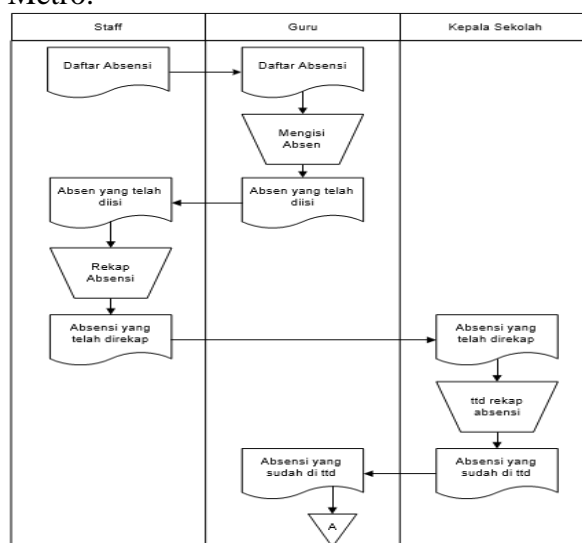 Metro.
Staff
Guru
Kepala Sekolah
Daftar Absensi
Daftar Absensi
Mengisi
Absen
Absen yang telah
diisi
Absen yang telah
diisi
Rekap
Absensi
Absensi yang
telah direkap
Absensi yang
telah direkap
ttd rekap
absensi
Absensi yang
sudah di ttd
Absensi yang
sudah di ttd
A